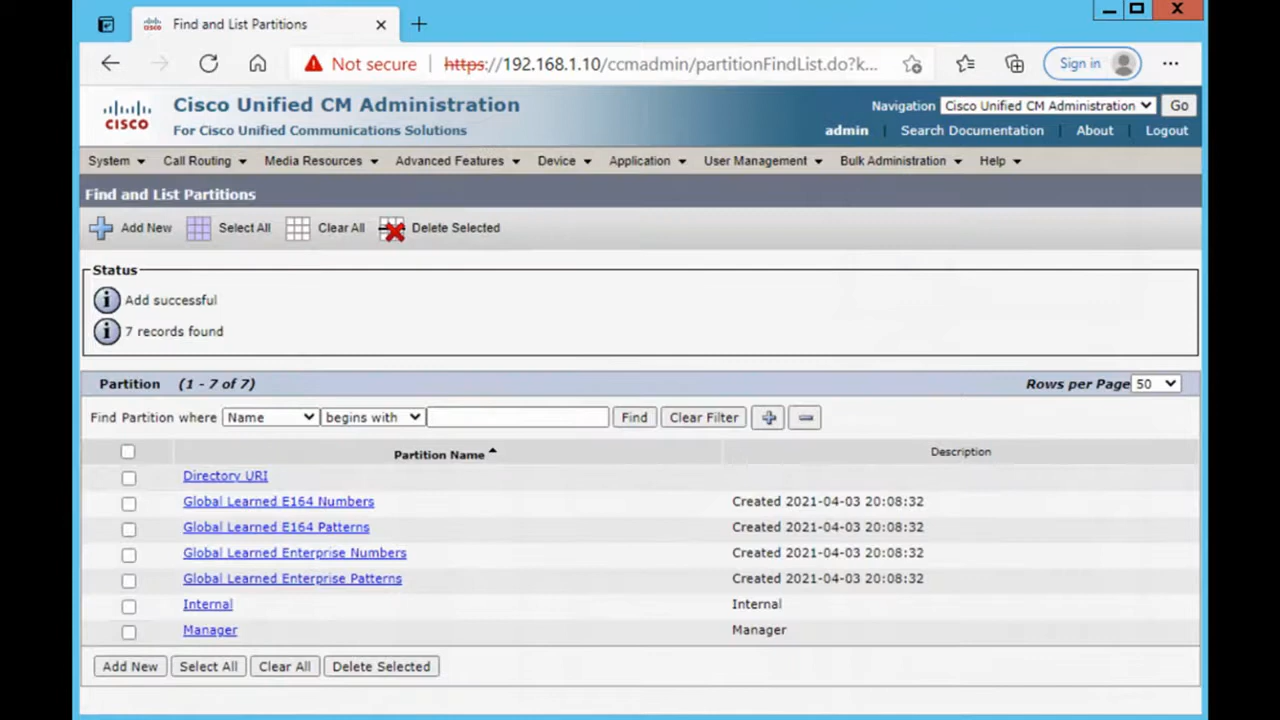 Find and List Partitions
Not secure https://192.168.1.10/ccmadmin/partitionFindList.do?k...
Sign in
CISCO
Cisco Unified CM Administration
For Cisco Unified Communications Solutions
Navigation Cisco Unified CM Administration Go
admin | Search Documentation | About | Logout
System Call Routing Media Resources Advanced Features Device Application User Management Bulk Administration Help
Find and List Partitions
Add New Select All Clear All Delete Selected
Status
Add successful
7 records found
Partition (1 - 7 of 7) Rows per Page 50
Find Partition where Name begins with Find Clear Filter
Partition Name Description
Directory URI
Global Learned E164 Numbers Created 2021-04-03 20:08:32
Global Learned E164 Patterns Created 2021-04-03 20:08:32
Global Learned Enterprise Numbers Created 2021-04-03 20:08:32
Global Learned Enterprise Patterns Created 2021-04-03 20:08:32
Internal Internal
Manager Manager
Add New Select All Clear All Delete Selected